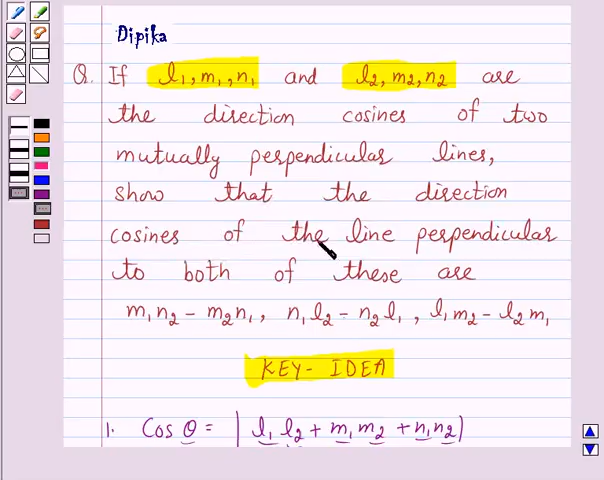 Dipika
Q. If l₁, m₁, n₁ and l₂, m₂, n₂ are
the direction cosines of two
mutually perpendicular lines,
show that the direction
cosines of the line perpendicular
to both of these are
m₁n₂ - m₂n₁, n₁l₂ - n₂l₁, l₁m₂ - l₂m₁
KEY-IDEA
1. Cos θ = |l₁l₂ + m₁m₂ + n₁n₂|